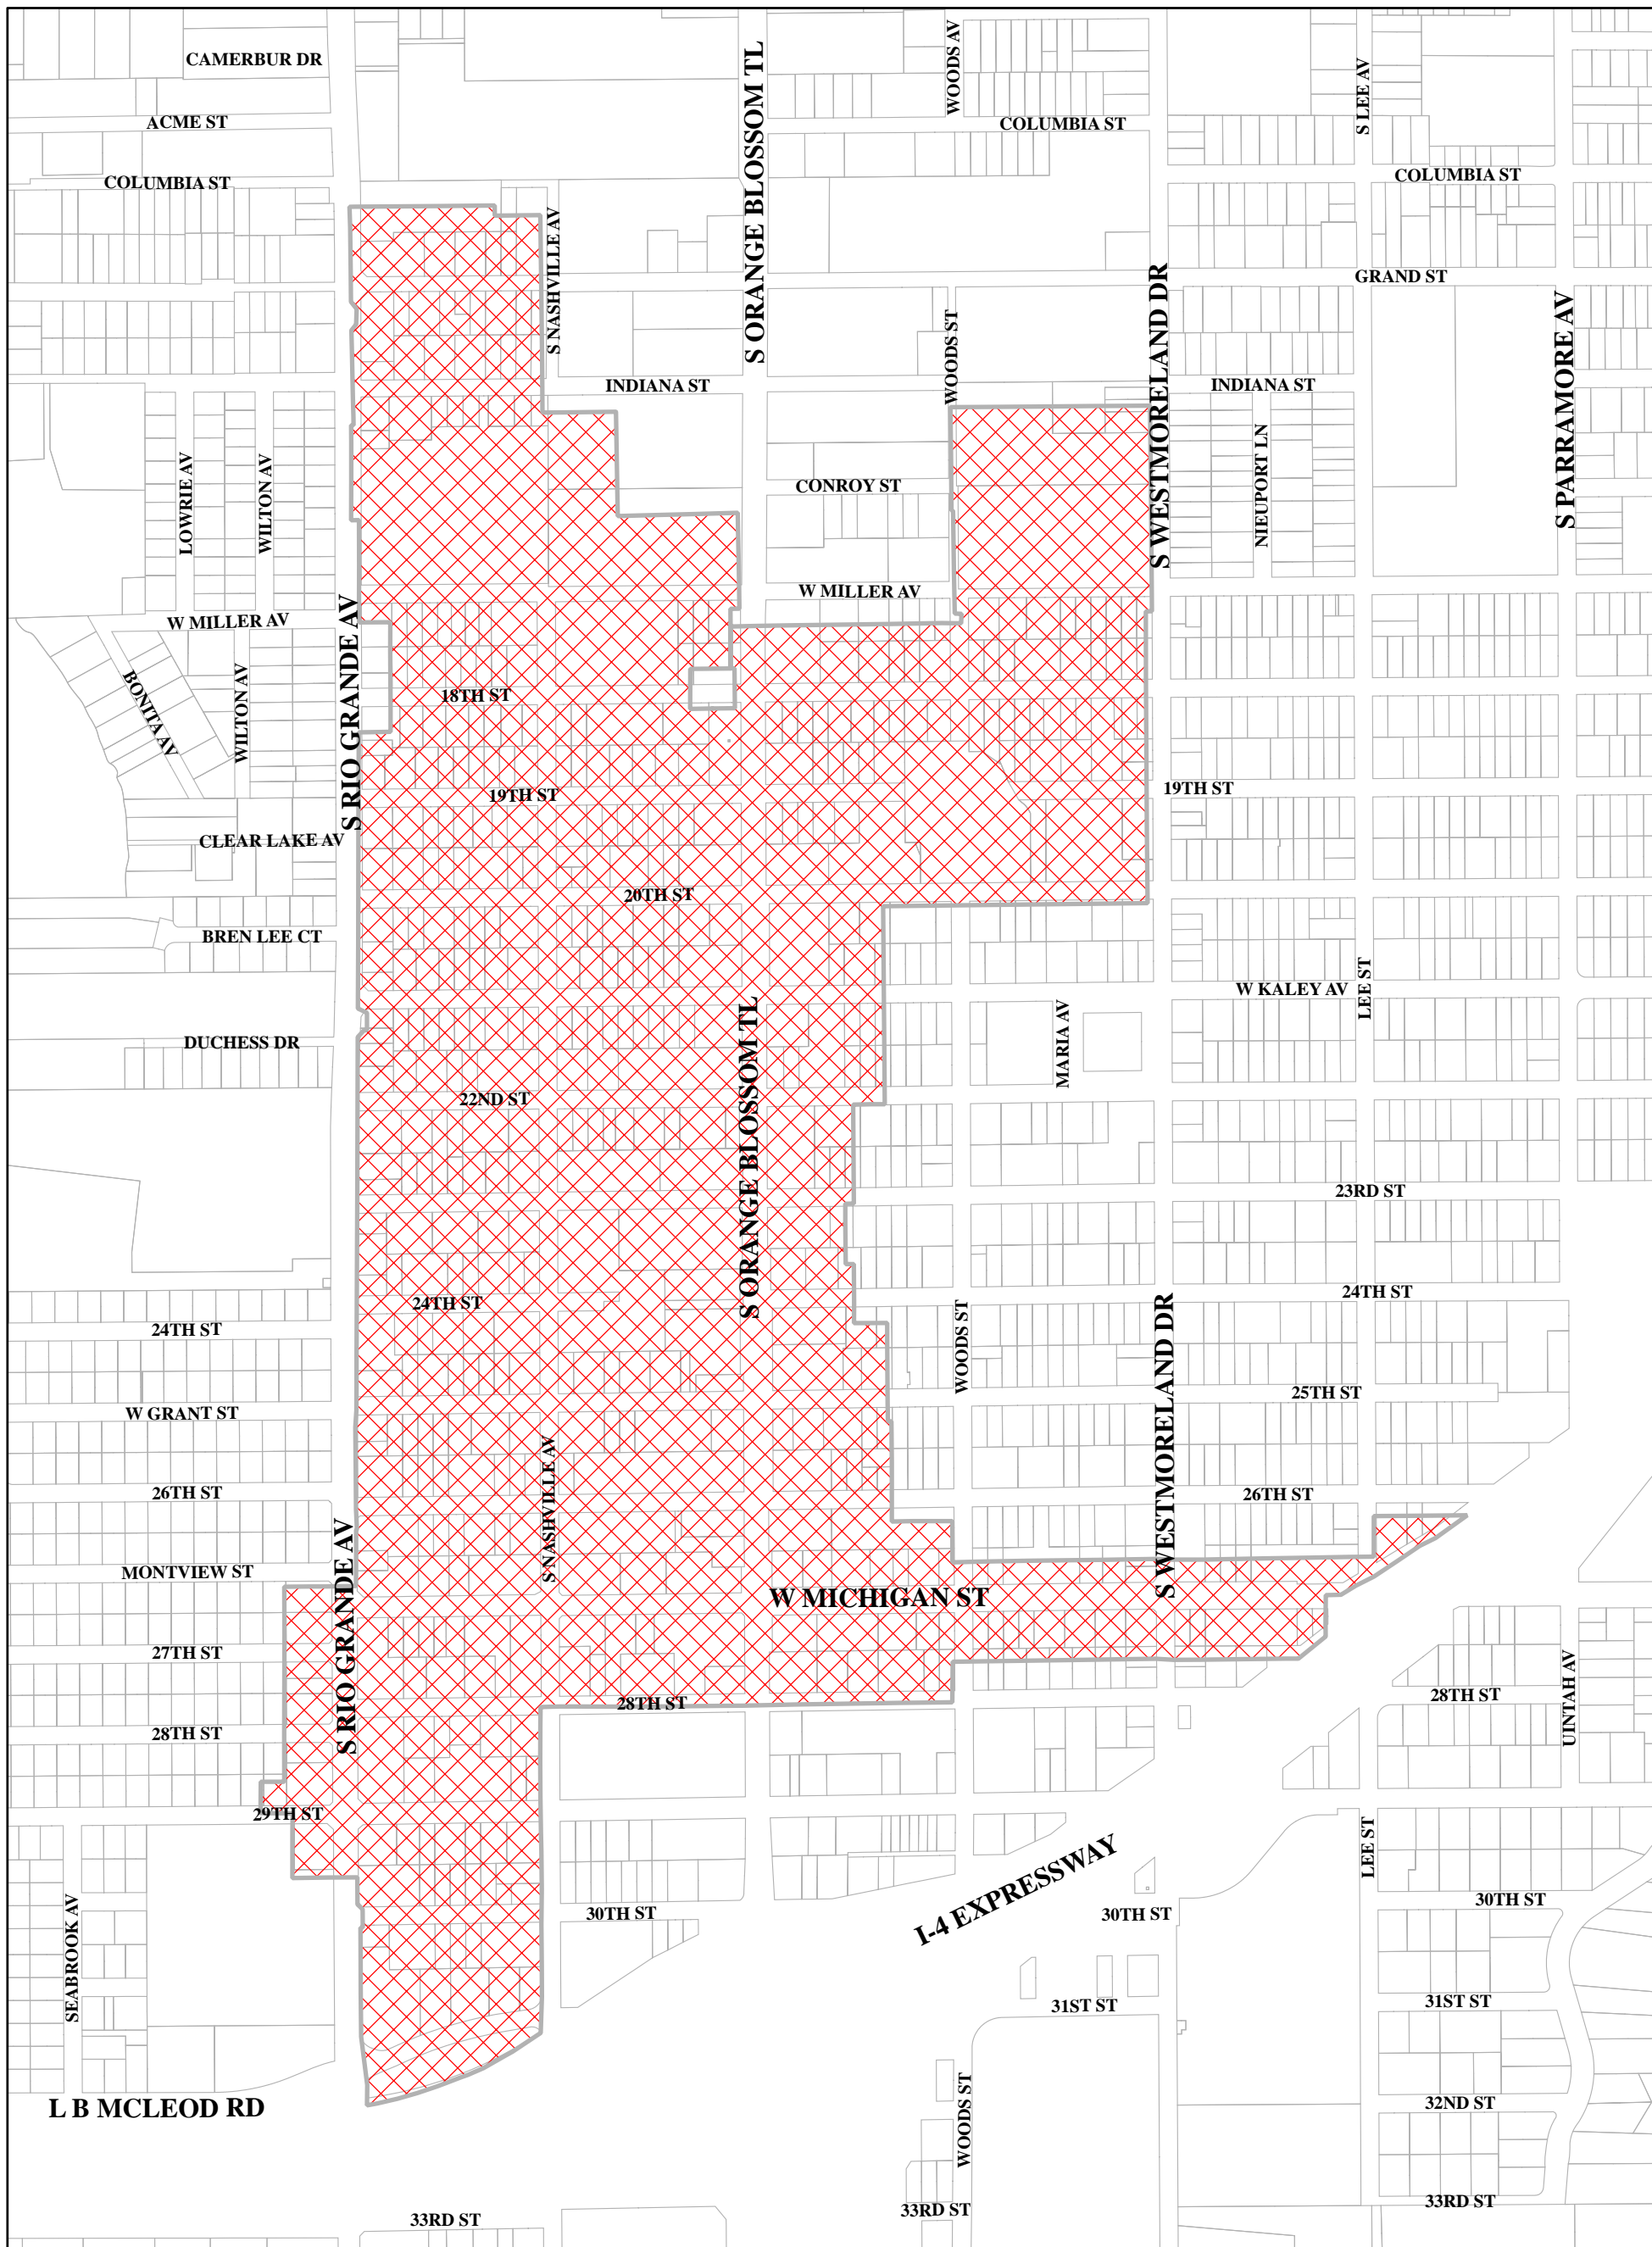 CAMERBUR DR
S ORANGE BLOSSOM TL
WOODS AV
S LEE AV
ACME ST
COLUMBIA ST
COLUMBIA ST
COLUMBIA ST
S NASHVILLE AV
S WESTMORELAND DR
GRAND ST
S PARRAMORE AV
WOODS ST
INDIANA ST
INDIANA ST
LOWRIE AV
WILTON AV
CONROY ST
NIEUPORT LN
W MILLER AV
W MILLER AV
S RIO GRANDE AV
BONITA AV
WILTON AV
18TH ST
19TH ST
19TH ST
CLEAR LAKE AV
20TH ST
BREN LEE CT
W KALEY AV
LEE ST
S ORANGE BLOSSOM TL
MARIA AV
DUCHESS DR
22ND ST
23RD ST
24TH ST
24TH ST
24TH ST
WOODS ST
S WESTMORELAND DR
25TH ST
W GRANT ST
S NASHVILLE AV
26TH ST
26TH ST
S RIO GRANDE AV
MONTVIEW ST
W MICHIGAN ST
27TH ST
UINTAH AV
28TH ST
28TH ST
28TH ST
29TH ST
LEE ST
I-4 EXPRESSWAY
SEABROOK AV
30TH ST
30TH ST
30TH ST
31ST ST
31ST ST
WOODS ST
L B MCLEOD RD
32ND ST
33RD ST
33RD ST
33RD ST